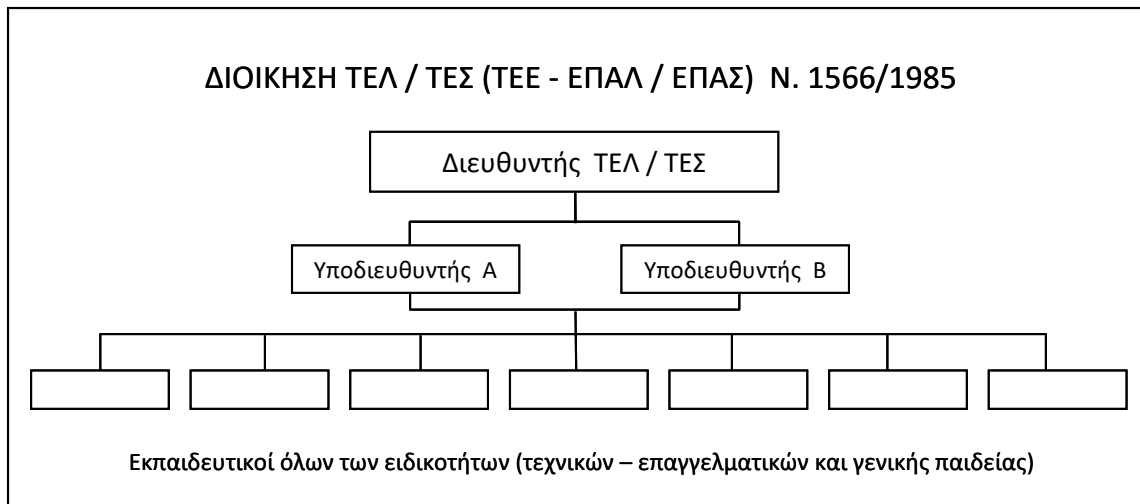 ΔΙΟΙΚΗΣΗ ΤΕΛ / ΤΕΣ (ΤΕΕ - ΕΠΑΛ / ΕΠΑΣ) Ν. 1566/1985
Διευθυντής ΤΕΛ / ΤΕΣ
Υποδιευθυντής Α
Υποδιευθυντής Β
Εκπαιδευτικοί όλων των ειδικοτήτων (τεχνικών – επαγγελματικών και γενικής παιδείας)